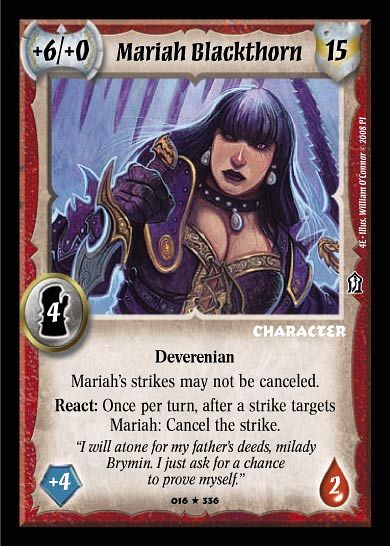 +6/+0
Mariah Blackthorn
15
4E • Illus. William O'Connor © 2008 P1
4
CHARACTER
Deverenian
Mariah's strikes may not be canceled.
React: Once per turn, after a strike targets
Mariah: Cancel the strike.
"I will atone for my father's deeds, milady
Brymin. I just ask for a chance
to prove myself."
+4
2
016 ★ 336